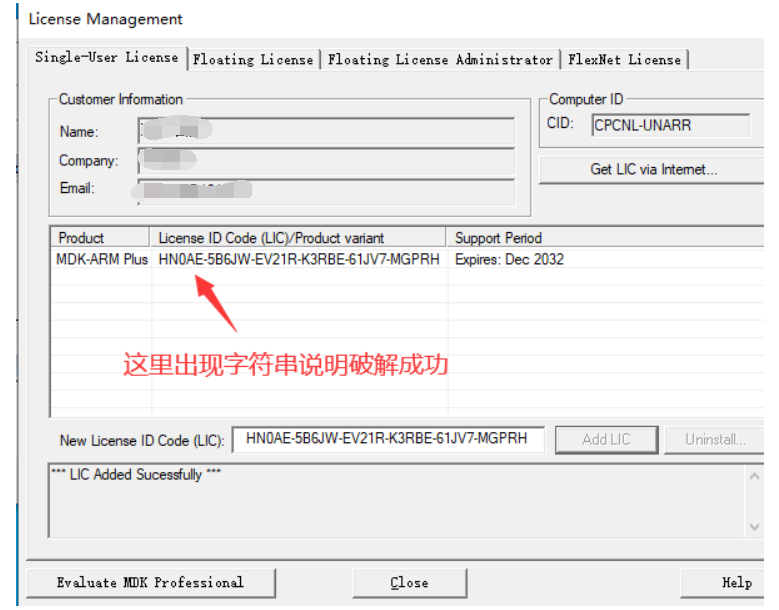 License Management
Single-User License | Floating License | Floating License Administrator | FlexNet License
Customer Information
Name:
Company:
Email:
Computer ID
CID: CPCNL-UNARR
Get LIC via Internet...
Product License ID Code (LIC)/Product variant Support Period
MDK-ARM Plus HN0AE-5B6JW-EV21R-K3RBE-61JV7-MGPRH Expires: Dec 2032
这里出现字符串说明破解成功
New License ID Code (LIC): HN0AE-5B6JW-EV21R-K3RBE-61JV7-MGPRH Add LIC Uninstall...
*** LIC Added Sucessfully ***
Evaluate MDK Professional Close Help